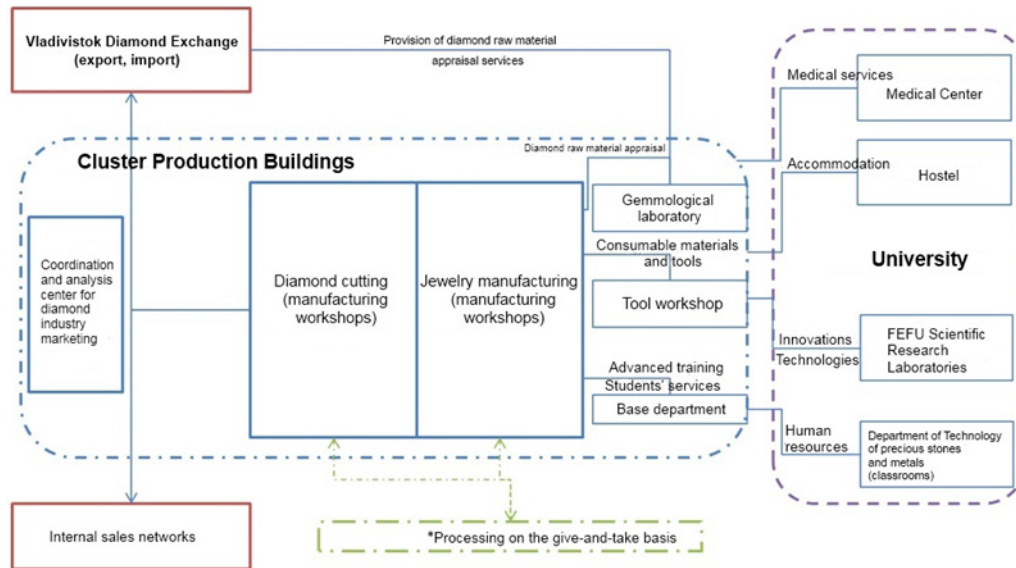 Vladivistok Diamond Exchange
(export, import)
Provision of diamond raw material
appraisal services
Medical services
Medical Center
Cluster Production Buildings
Diamond raw material appraisal
Accommodation
Hostel
Gemmological
laboratory
Coordination
and analysis
center for
diamond
industry
marketing
Diamond cutting
(manufacturing
workshops)
Jewelry manufacturing
(manufacturing
workshops)
Consumable materials
and tools
Tool workshop
University
Innovations
Technologies
FEFU Scientific
Research
Laboratories
Advanced training
Students' services
Base department
Human
resources
Department of Technology
of precious stones
and metals
(classrooms)
Internal sales networks
*Processing on the give-and-take basis